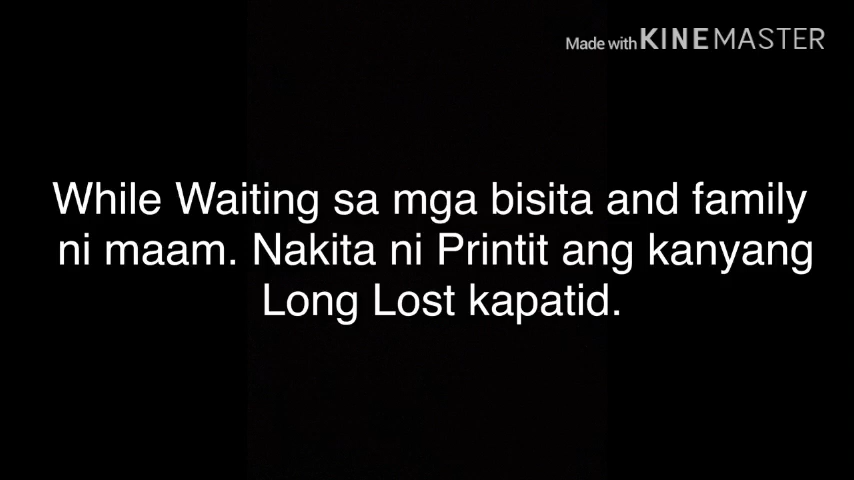 Made with KINEMASTER
While Waiting sa mga bisita and family
ni maam. Nakita ni Printit ang kanyang
Long Lost kapatid.